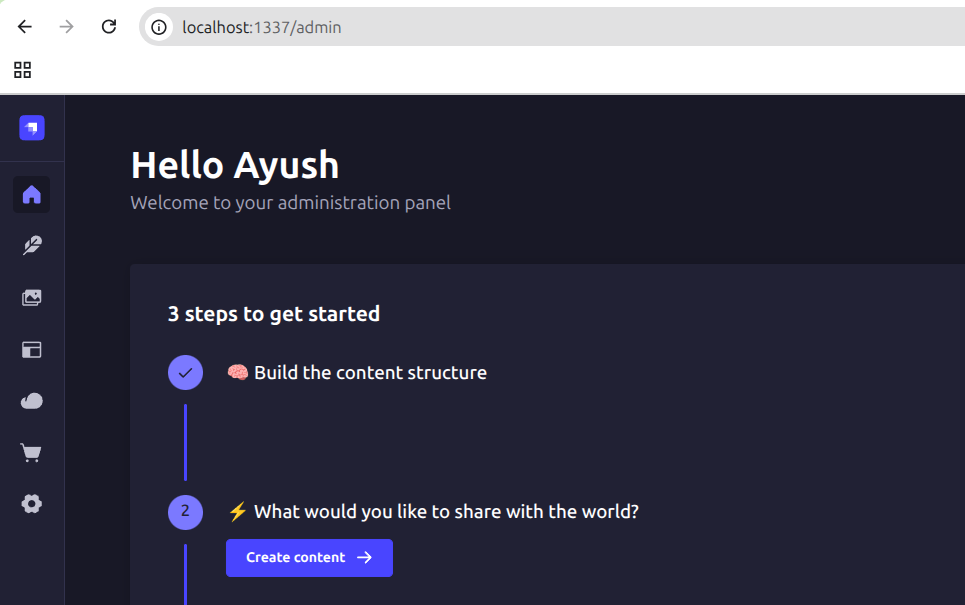 localhost:1337/admin
Hello Ayush
Welcome to your administration panel
3 steps to get started
🧠 Build the content structure
2
⚡ What would you like to share with the world?
Create content →